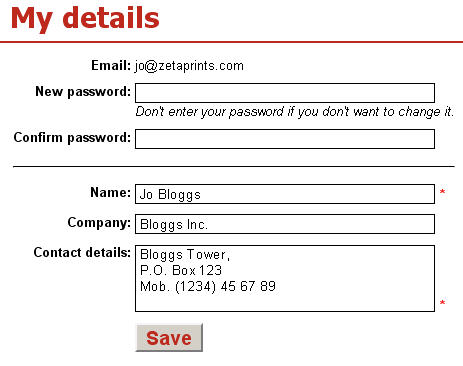 My details
Email: jo@zetaprints.com
New password:
Don't enter your password if you don't want to change it.
Confirm password:
Name: Jo Bloggs *
Company: Bloggs Inc.
Contact details: Bloggs Tower,
P.O. Box 123
Mob. (1234) 45 67 89
*
Save